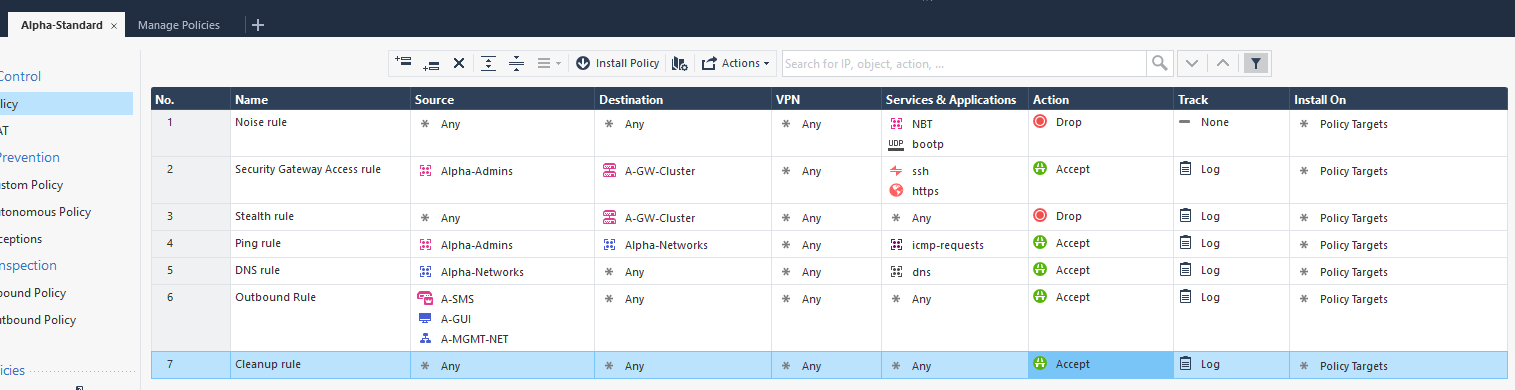 Alpha-Standard × Manage Policies +
Control
licy
AT
Prevention
ustom Policy
utonomous Policy
ceptions
nspection
bound Policy
utbound Policy
icies
Install Policy Actions Search for IP, object, action, ...
No. Name Source Destination VPN Services & Applications Action Track Install On
1 Noise rule * Any * Any * Any NBT Drop None * Policy Targets
UDP bootp
2 Security Gateway Access rule Alpha-Admins A-GW-Cluster * Any ssh Accept Log * Policy Targets
https
3 Stealth rule * Any A-GW-Cluster * Any * Any Drop Log * Policy Targets
4 Ping rule Alpha-Admins Alpha-Networks * Any icmp-requests Accept Log * Policy Targets
5 DNS rule Alpha-Networks * Any * Any dns Accept Log * Policy Targets
6 Outbound Rule A-SMS * Any * Any * Any Accept Log * Policy Targets
A-GUI
A-MGMT-NET
7 Cleanup rule * Any * Any * Any * Any Accept Log * Policy Targets